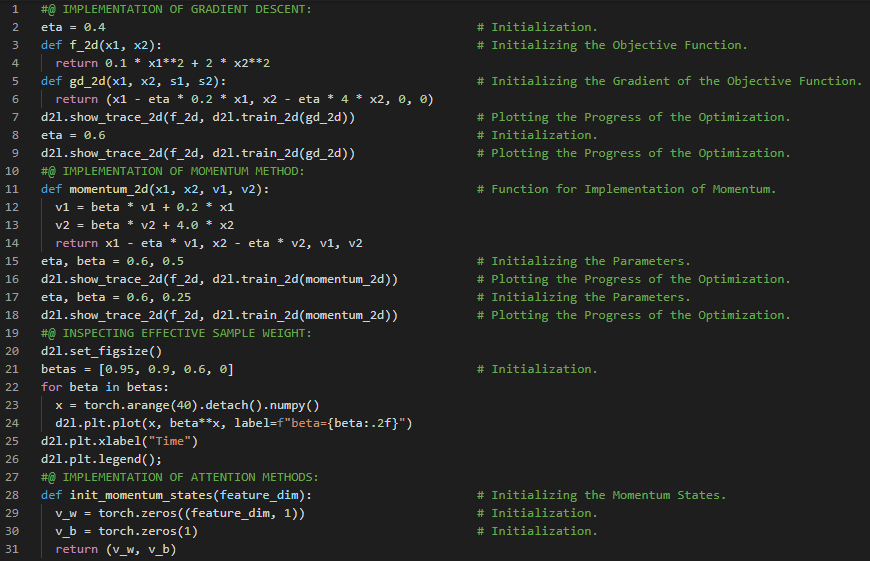 1 #@ IMPLEMENTATION OF GRADIENT DESCENT:
2 eta = 0.4 # Initialization.
3 def f_2d(x1, x2): # Initializing the Objective Function.
4 return 0.1 * x1**2 + 2 * x2**2
5 def gd_2d(x1, x2, s1, s2): # Initializing the Gradient of the Objective Function.
6 return (x1 - eta * 0.2 * x1, x2 - eta * 4 * x2, 0, 0)
7 d2l.show_trace_2d(f_2d, d2l.train_2d(gd_2d)) # Plotting the Progress of the Optimization.
8 eta = 0.6 # Initialization.
9 d2l.show_trace_2d(f_2d, d2l.train_2d(gd_2d)) # Plotting the Progress of the Optimization.
10 #@ IMPLEMENTATION OF MOMENTUM METHOD:
11 def momentum_2d(x1, x2, v1, v2): # Function for Implementation of Momentum.
12 v1 = beta * v1 + 0.2 * x1
13 v2 = beta * v2 + 4.0 * x2
14 return x1 - eta * v1, x2 - eta * v2, v1, v2
15 eta, beta = 0.6, 0.5 # Initializing the Parameters.
16 d2l.show_trace_2d(f_2d, d2l.train_2d(momentum_2d)) # Plotting the Progress of the Optimization.
17 eta, beta = 0.6, 0.25 # Initializing the Parameters.
18 d2l.show_trace_2d(f_2d, d2l.train_2d(momentum_2d)) # Plotting the Progress of the Optimization.
19 #@ INSPECTING EFFECTIVE SAMPLE WEIGHT:
20 d2l.set_figsize()
21 betas = [0.95, 0.9, 0.6, 0] # Initialization.
22 for beta in betas:
23 x = torch.arange(40).detach().numpy()
24 d2l.plt.plot(x, beta**x, label=f"beta={beta:.2f}")
25 d2l.plt.xlabel("Time")
26 d2l.plt.legend();
27 #@ IMPLEMENTATION OF ATTENTION METHODS:
28 def init_momentum_states(feature_dim): # Initializing the Momentum States.
29 v_w = torch.zeros((feature_dim, 1)) # Initialization.
30 v_b = torch.zeros(1) # Initialization.
31 return (v_w, v_b)